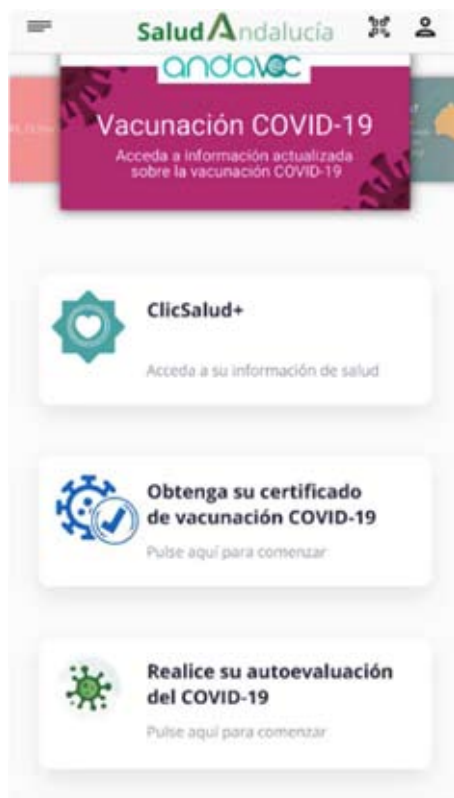 Salud Andalucía
andavac
Vacunación COVID-19
Acceda a información actualizada
sobre la vacunación COVID-19
ClicSalud+
Acceda a su información de salud
Obtenga su certificado
de vacunación COVID-19
Pulse aquí para comenzar
Realice su autoevaluación
del COVID-19
Pulse aquí para comenzar